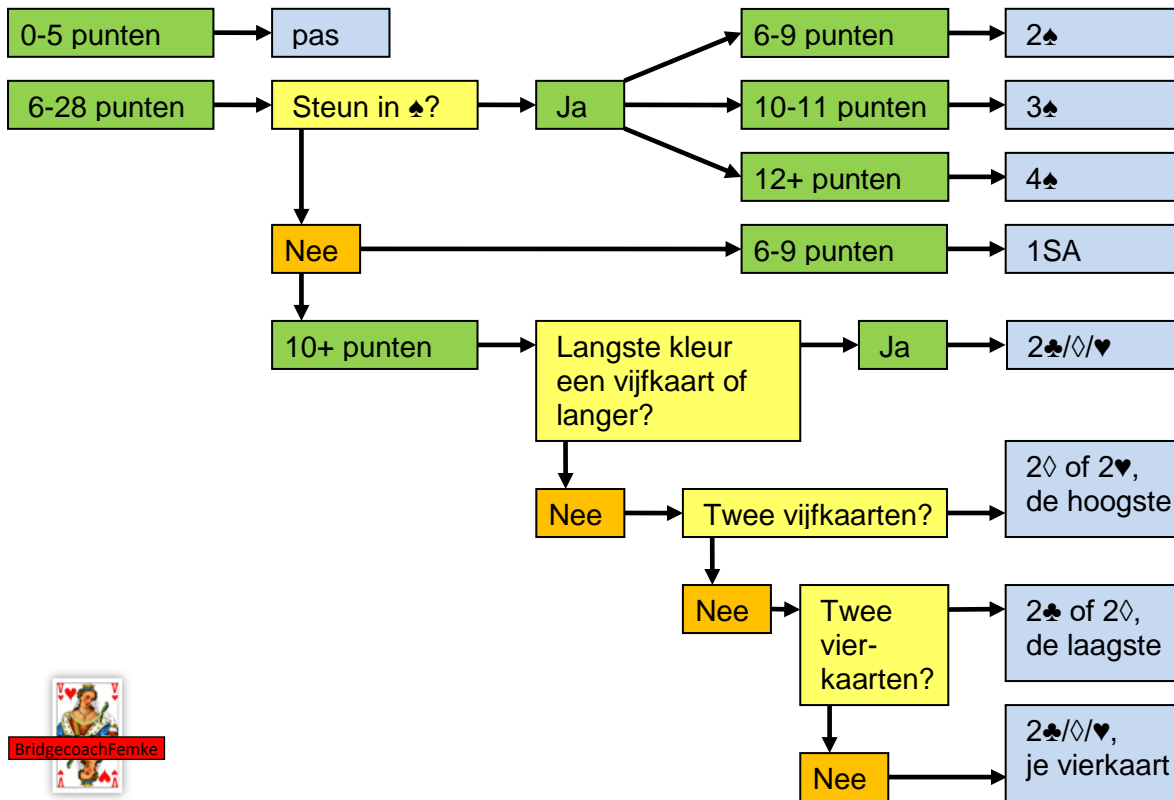 0-5 punten
pas
6-9 punten
2♠
6-28 punten
Steun in ♠?
Ja
10-11 punten
3♠
12+ punten
4♠
Nee
6-9 punten
1SA
10+ punten
Langste kleur
een vijfkaart of
langer?
Ja
2♣/◊/♥
Nee
Twee vijfkaarten?
2◊ of 2♥,
de hoogste
Nee
Twee
vier-
kaarten?
2♣ of 2◊,
de laagste
Nee
2♣/◊/♥,
je vierkaart
V
V
BridgecoachFemke
V
V